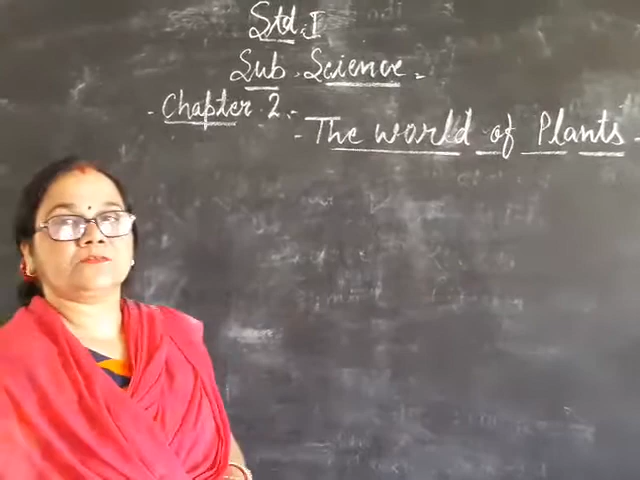 Std. I
Sub. Science.
- Chapter 2.-
- The world of Plants -